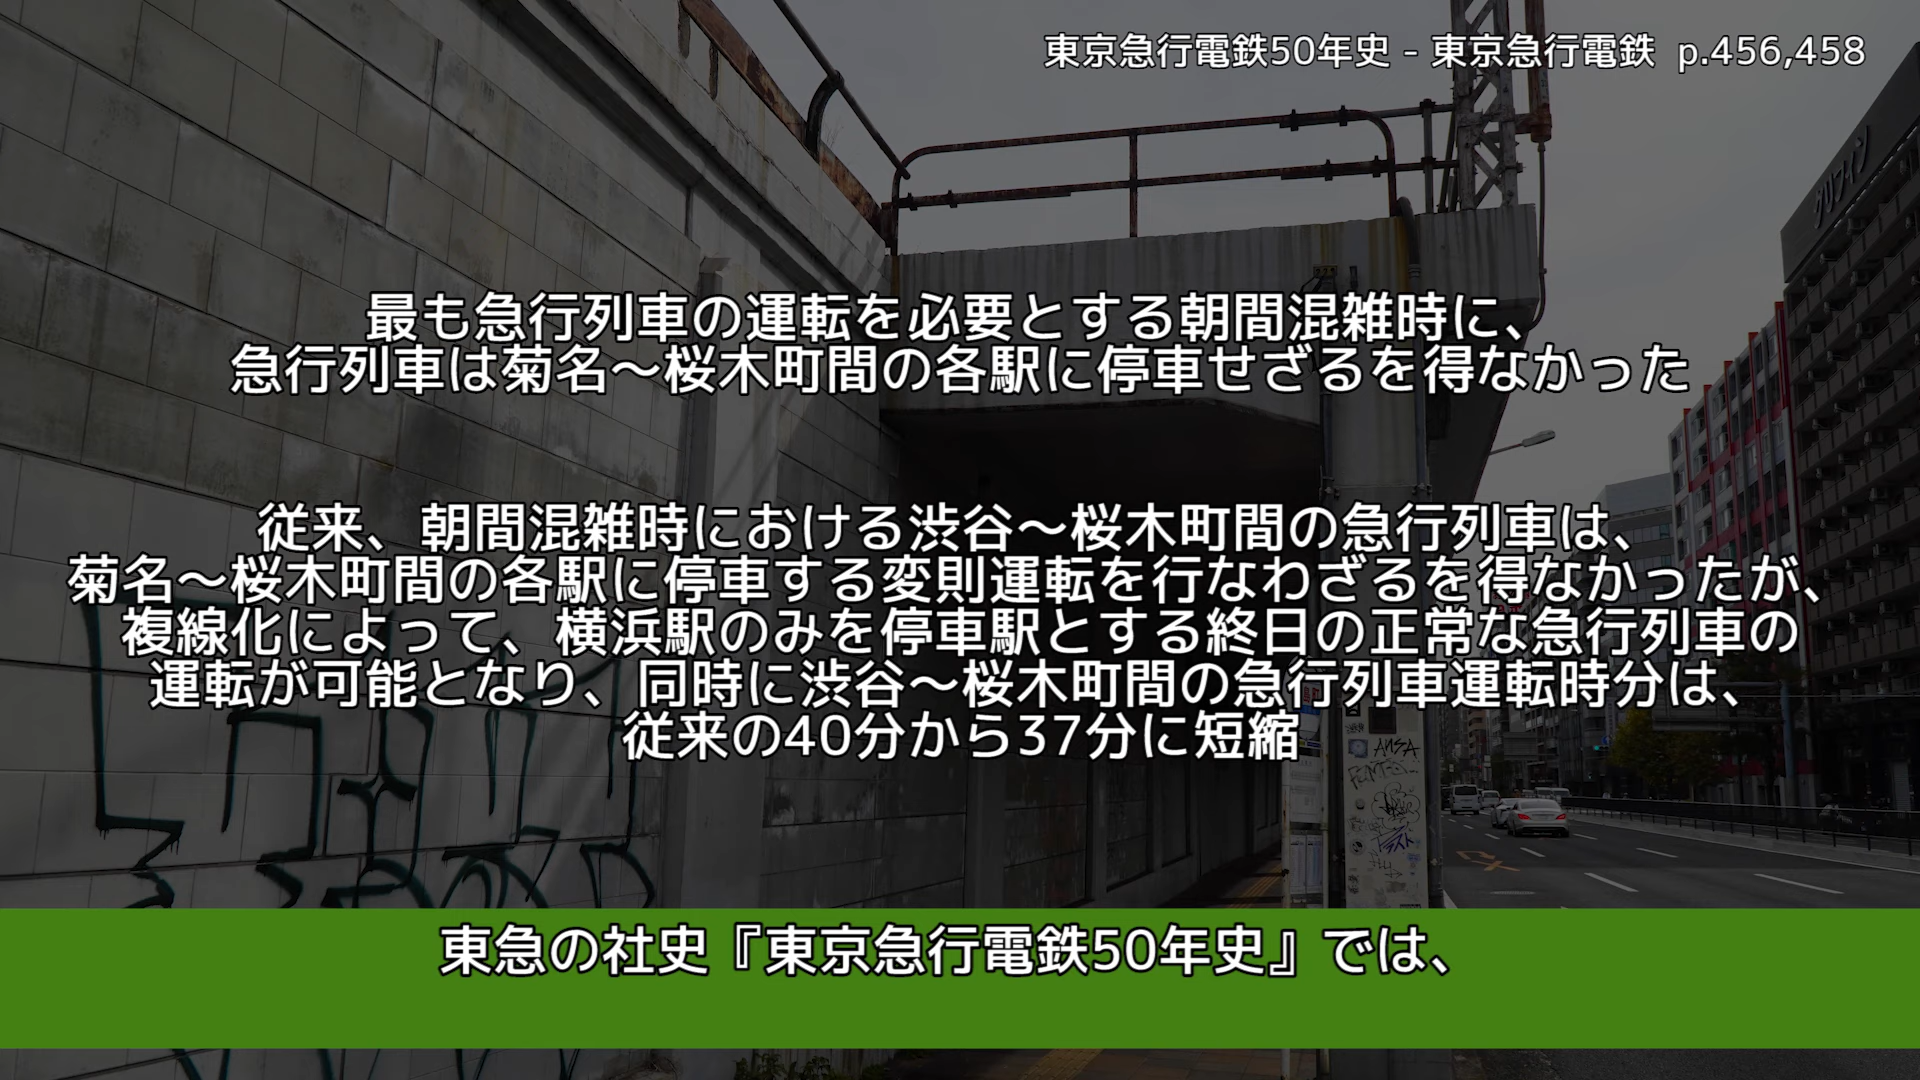 東京急行電鉄50年史 - 東京急行電鉄 p.456,458
グリフィン
最も急行列車の運転を必要とする朝間混雑時に、
急行列車は菊名～桜木町間の各駅に停車せざるを得なかった
従来、朝間混雑時における渋谷～桜木町間の急行列車は、
菊名～桜木町間の各駅に停車する変則運転を行なわざるを得なかったが、
複線化によって、横浜駅のみを停車駅とする終日の正常な急行列車の
運転が可能となり、同時に渋谷～桜木町間の急行列車運転時分は、
従来の40分から37分に短縮
ANSA
東急の社史『東京急行電鉄50年史』では、